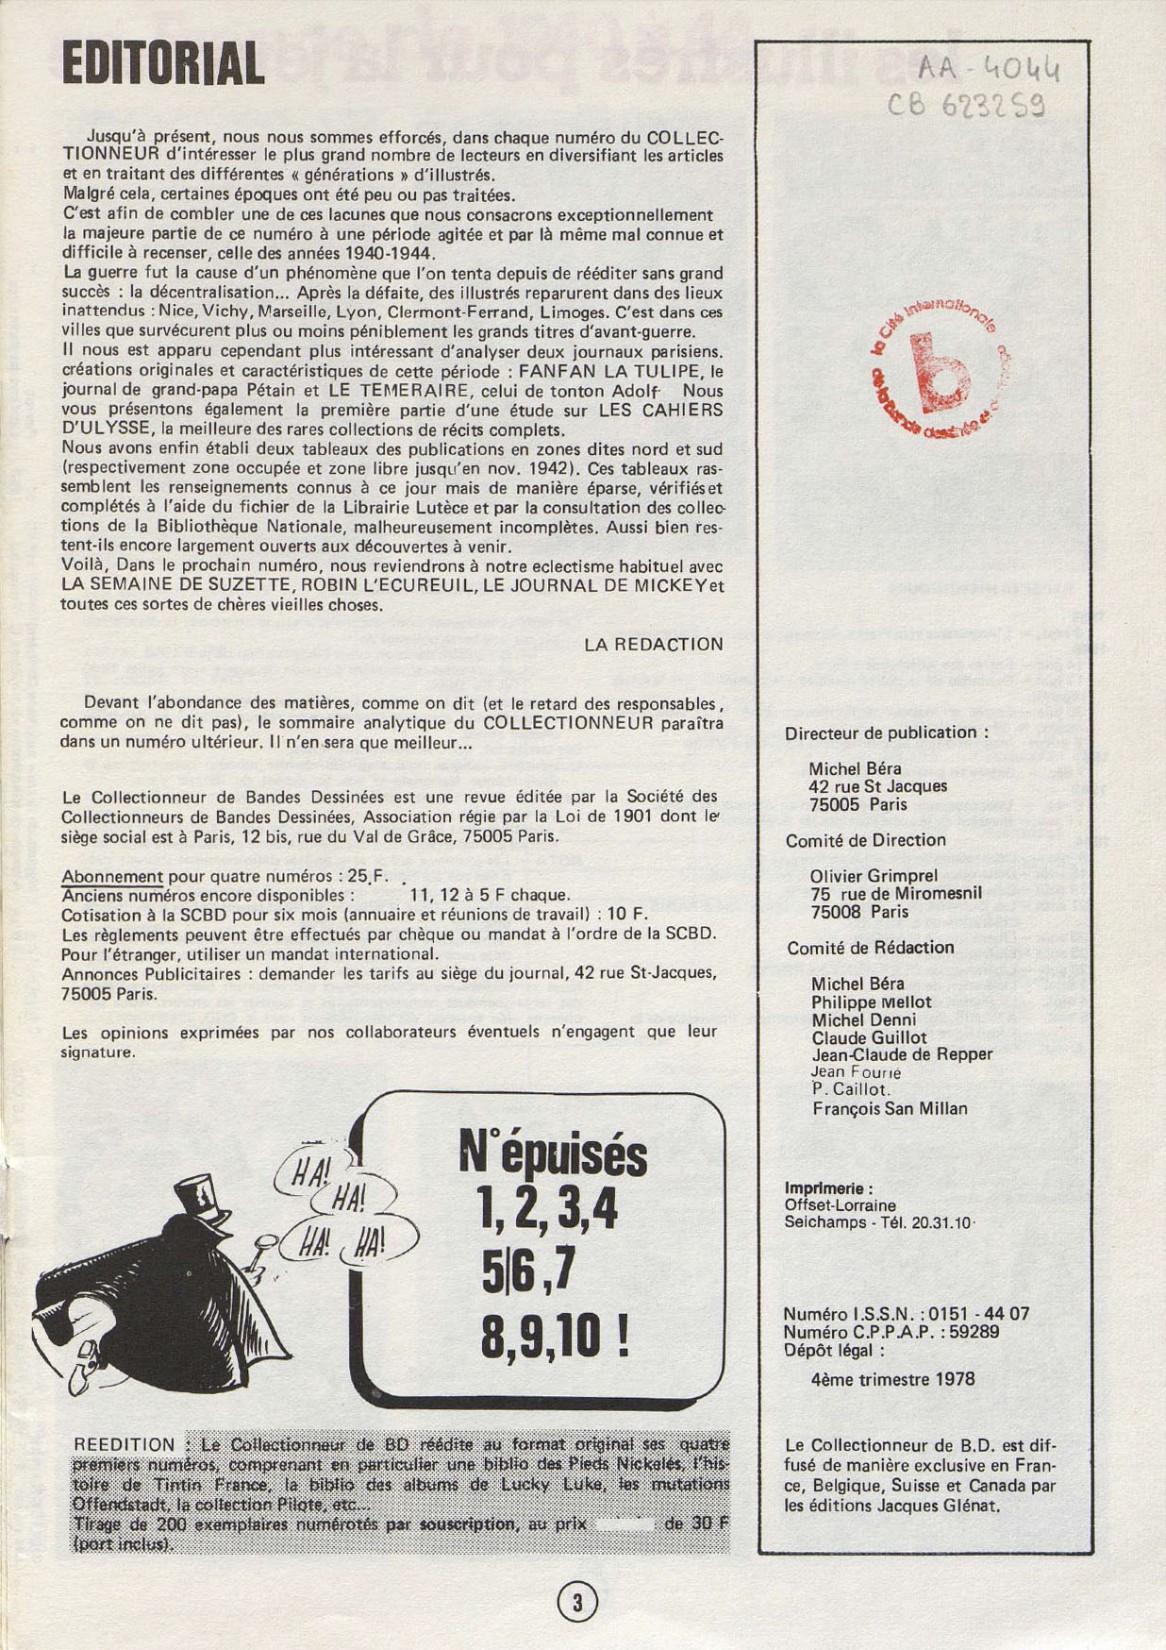 EDITORIAL
Jusqu'à présent, nous nous sommes efforcés, dans chaque numéro du COLLEC-
TIONNEUR d'intéresser le plus grand nombre de lecteurs en diversifiant les articles
et en traitant des différentes « générations » d'illustrés.
Malgré cela, certaines époques ont été peu ou pas traitées.
C'est afin de combler une de ces lacunes que nous consacrons exceptionnellement
la majeure partie de ce numéro à une période agitée et par là même mal connue et
difficile à recenser, celle des années 1940-1944.
La guerre fut la cause d'un phénomène que l'on tenta depuis de rééditer sans grand
succès : la décentralisation... Après la défaite, des illustrés reparurent dans des lieux
inattendus : Nice, Vichy, Marseille, Lyon, Clermont-Ferrand, Limoges. C'est dans ces
villes que survécurent plus ou moins péniblement les grands titres d'avant-guerre.
Il nous est apparu cependant plus intéressant d'analyser deux journaux parisiens.
créations originales et caractéristiques de cette période : FANFAN LA TULIPE, le
journal de grand-papa Pétain et LE TEMERAIRE, celui de tonton Adolf. Nous
vous présentons également la première partie d'une étude sur LES CAHIERS
D'ULYSSE, la meilleure des rares collections de récits complets.
Nous avons enfin établi deux tableaux des publications en zones dites nord et sud
(respectivement zone occupée et zone libre jusqu'en nov. 1942). Ces tableaux ras-
semblent les renseignements connus à ce jour mais de manière éparse, vérifiés et
complétés à l'aide du fichier de la Librairie Lutèce et par la consultation des collec-
tions de la Bibliothèque Nationale, malheureusement incomplètes. Aussi bien res-
tent-ils encore largement ouverts aux découvertes à venir.
Voilà, Dans le prochain numéro, nous reviendrons à notre eclectisme habituel avec
LA SEMAINE DE SUZETTE, ROBIN L'ECUREUIL, LE JOURNAL DE MICKEY et
toutes ces sortes de chères vieilles choses.
LA REDACTION
Devant l'abondance des matières, comme on dit (et le retard des responsables,
comme on ne dit pas), le sommaire analytique du COLLECTIONNEUR paraîtra
dans un numéro ultérieur. Il n'en sera que meilleur...
Le Collectionneur de Bandes Dessinées est une revue éditée par la Société des
Collectionneurs de Bandes Dessinées, Association régie par la Loi de 1901 dont le
siège social est à Paris, 12 bis, rue du Val de Grâce, 75005 Paris.
Abonnement pour quatre numéros : 25 F.
Anciens numéros encore disponibles : 11, 12 à 5 F chaque.
Cotisation à la SCBD pour six mois (annuaire et réunions de travail) : 10 F.
Les règlements peuvent être effectués par chèque ou mandat à l'ordre de la SCBD.
Pour l'étranger, utiliser un mandat international.
Annonces Publicitaires : demander les tarifs au siège du journal, 42 rue St-Jacques,
75005 Paris.
Les opinions exprimées par nos collaborateurs éventuels n'engagent que leur
signature.
HA!
HA!
HA! HA!
N° épuisés
1, 2, 3,4
5/6 ,7
8,9,10 !
REEDITION : Le Collectionneur de BD réédite au format original ses quatre
premiers numéros, comprenant en particulier une biblio des Pieds Nickelés, l'his-
toire de Tintin France, la biblio des albums de Lucky Luke, les mutations
Offenstadt, la collection Pilote, etc...
Tirage de 200 exemplaires numérotés par souscription, au prix de 30 F
(port inclus).
AA - 4044
CB 623259
la Cité internationale
de la bande dessinée et
b
Directeur de publication :
Michel Béra
42 rue St Jacques
75005 Paris
Comité de Direction
Olivier Grimprel
75 rue de Miromesnil
75008 Paris
Comité de Rédaction
Michel Béra
Philippe Mellot
Michel Denni
Claude Guillot
Jean-Claude de Repper
Jean Fourié
P. Caillot.
François San Millan
Imprimerie :
Offset-Lorraine
Seichamps - Tél. 20.31.10
Numéro I.S.S.N. : 0151 - 44 07
Numéro C.P.P.A.P. : 59289
Dépôt légal :
4ème trimestre 1978
Le Collectionneur de B.D. est dif-
fusé de manière exclusive en Fran-
ce, Belgique, Suisse et Canada par
les éditions Jacques Glénat.
3